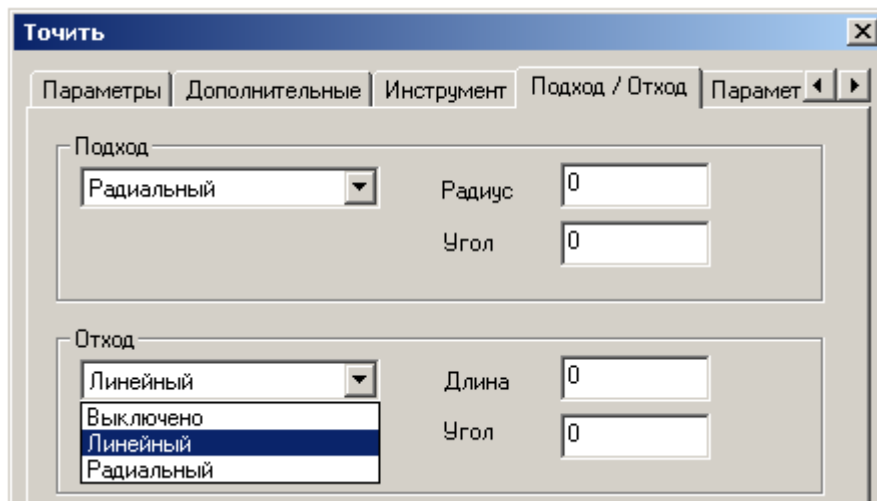 Точить
Параметры Дополнительные Инструмент Подход / Отход Парамет
Подход
Радиальный Радиус 0
Угол 0
Отход
Линейный Длина 0
Выключено
Линейный Угол 0
Радиальный